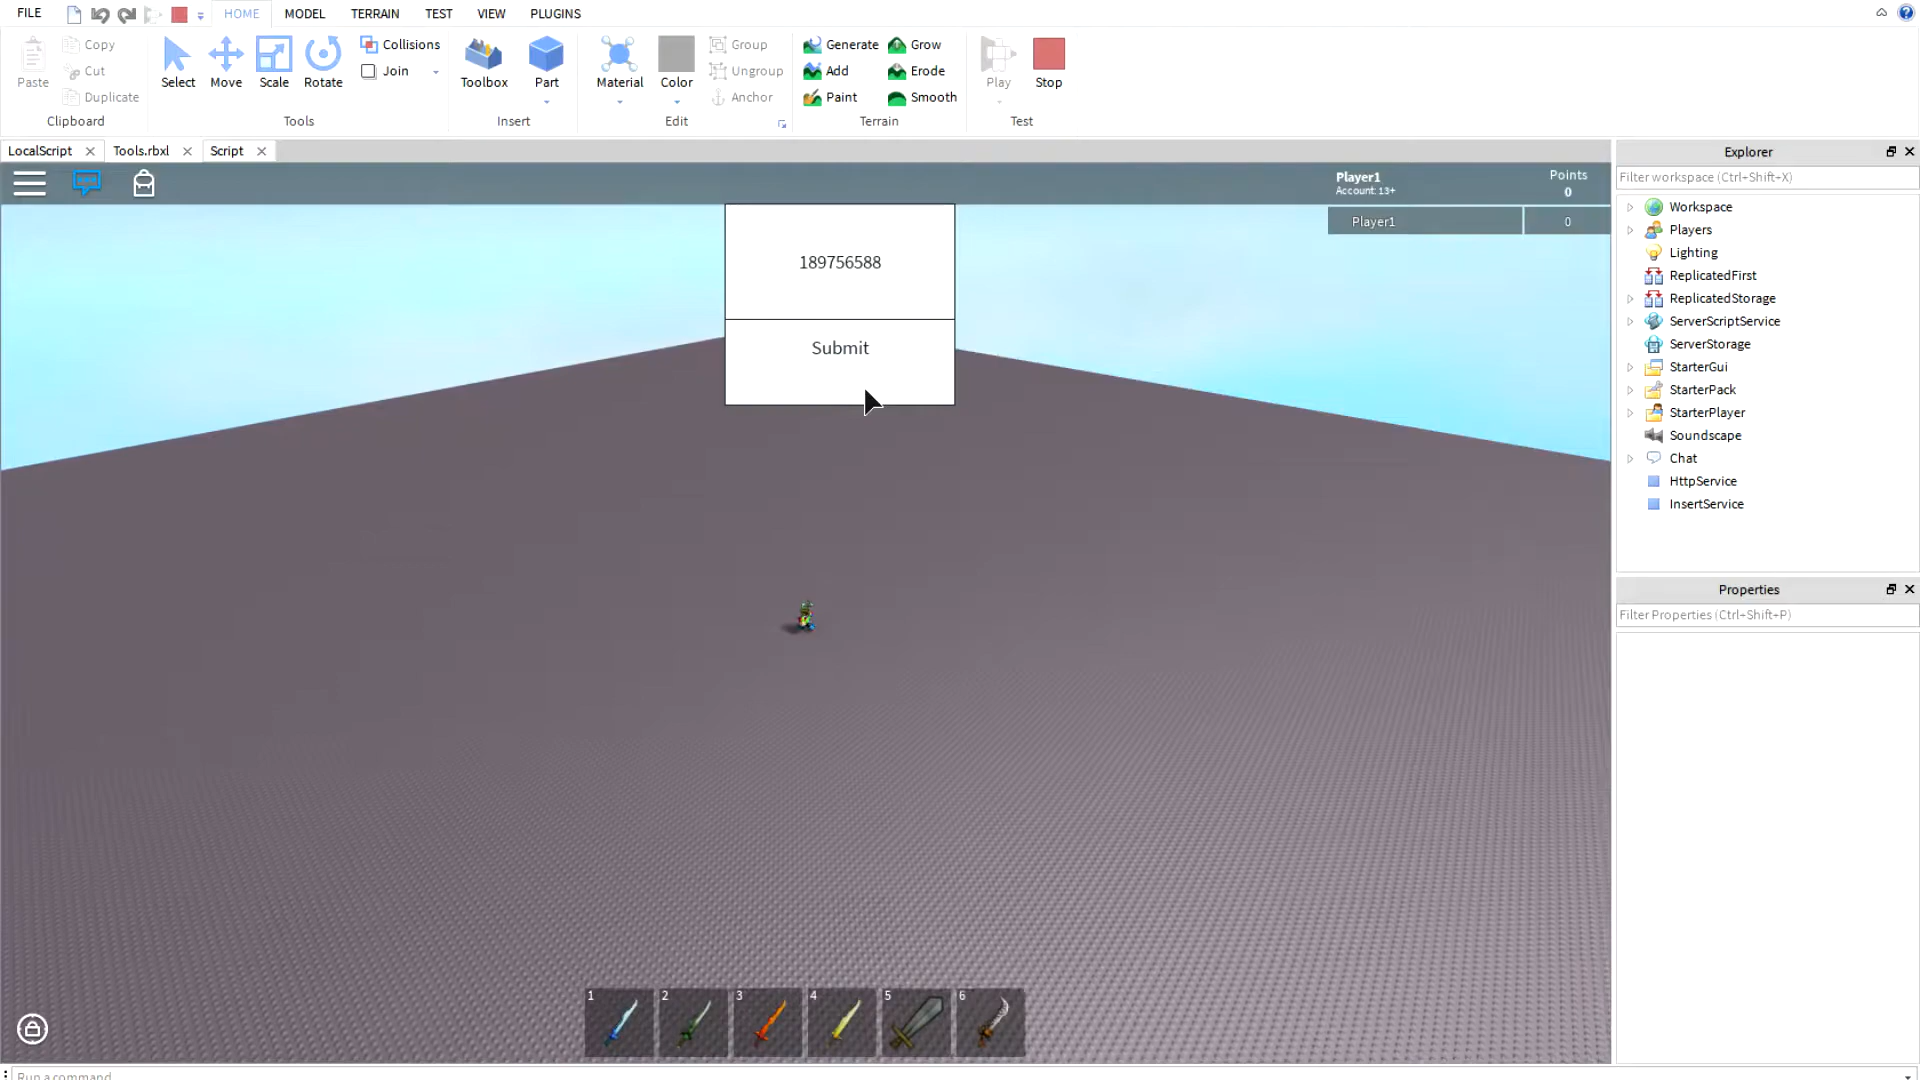 FILE
HOME
MODEL
TERRAIN
TEST
VIEW
PLUGINS
Paste
Copy
Cut
Duplicate
Clipboard
Select
Move
Scale
Rotate
Collisions
Join
Tools
Toolbox
Part
Insert
Material
Color
Group
Ungroup
Anchor
Edit
Generate
Add
Paint
Grow
Erode
Smooth
Terrain
Play
Stop
Test
LocalScript
Tools.rbxl
Script
Player1
Account: 13+
Points
0
Player1
0
189756588
Submit
1
2
3
4
5
6
Run a command
Explorer
Filter workspace (Ctrl+Shift+X)
Workspace
Players
Lighting
ReplicatedFirst
ReplicatedStorage
ServerScriptService
ServerStorage
StarterGui
StarterPack
StarterPlayer
Soundscape
Chat
HttpService
InsertService
Properties
Filter Properties (Ctrl+Shift+P)